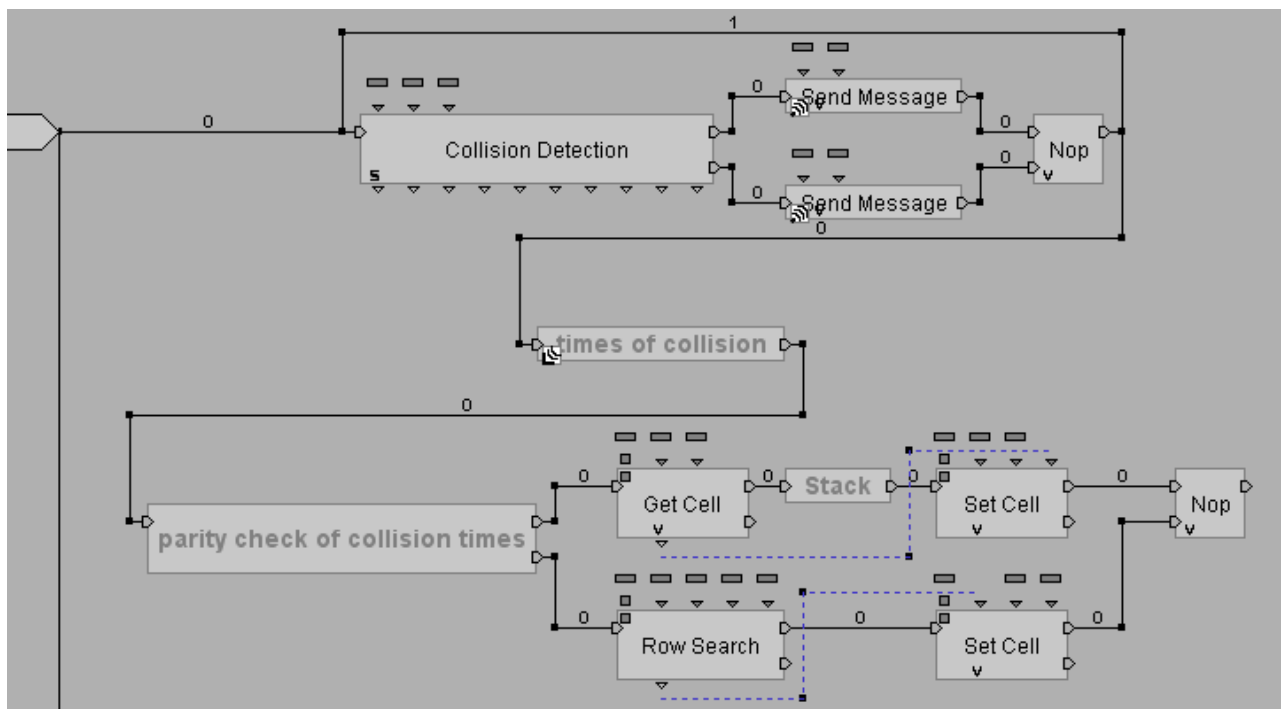 1
0
Collision Detection
S
0
Send Message
0
Nop
V
0
Send Message
0
0
times of collision
0
parity check of collision times
0
Get Cell
V
0
Stack
0
Set Cell
V
0
Nop
V
0
Row Search
0
Set Cell
V
0